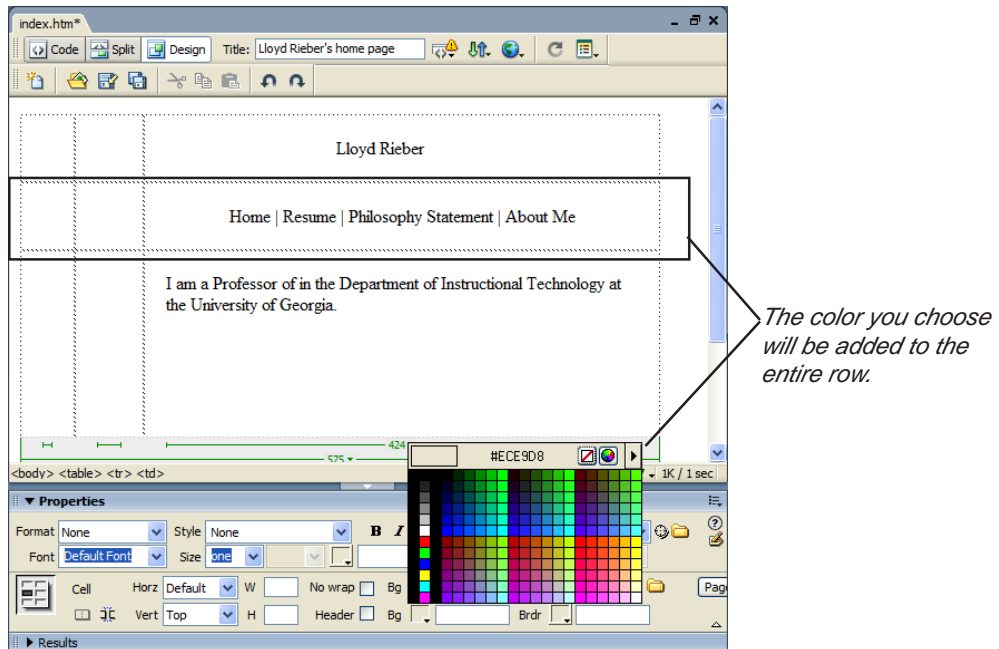 index.htm*
Code Split Design Title: Lloyd Rieber's home page
Lloyd Rieber
Home | Resume | Philosophy Statement | About Me
I am a Professor of in the Department of Instructional Technology at
the University of Georgia.
The color you choose
will be added to the
entire row.
424
575
#ECE9D8
<body> <table> <tr> <td>
1K / 1 sec
Properties
Format None Style None B I
Font Default Font Size
Cell Horz Default W No wrap Bg
Vert Top H Header Bg Brdr
Results